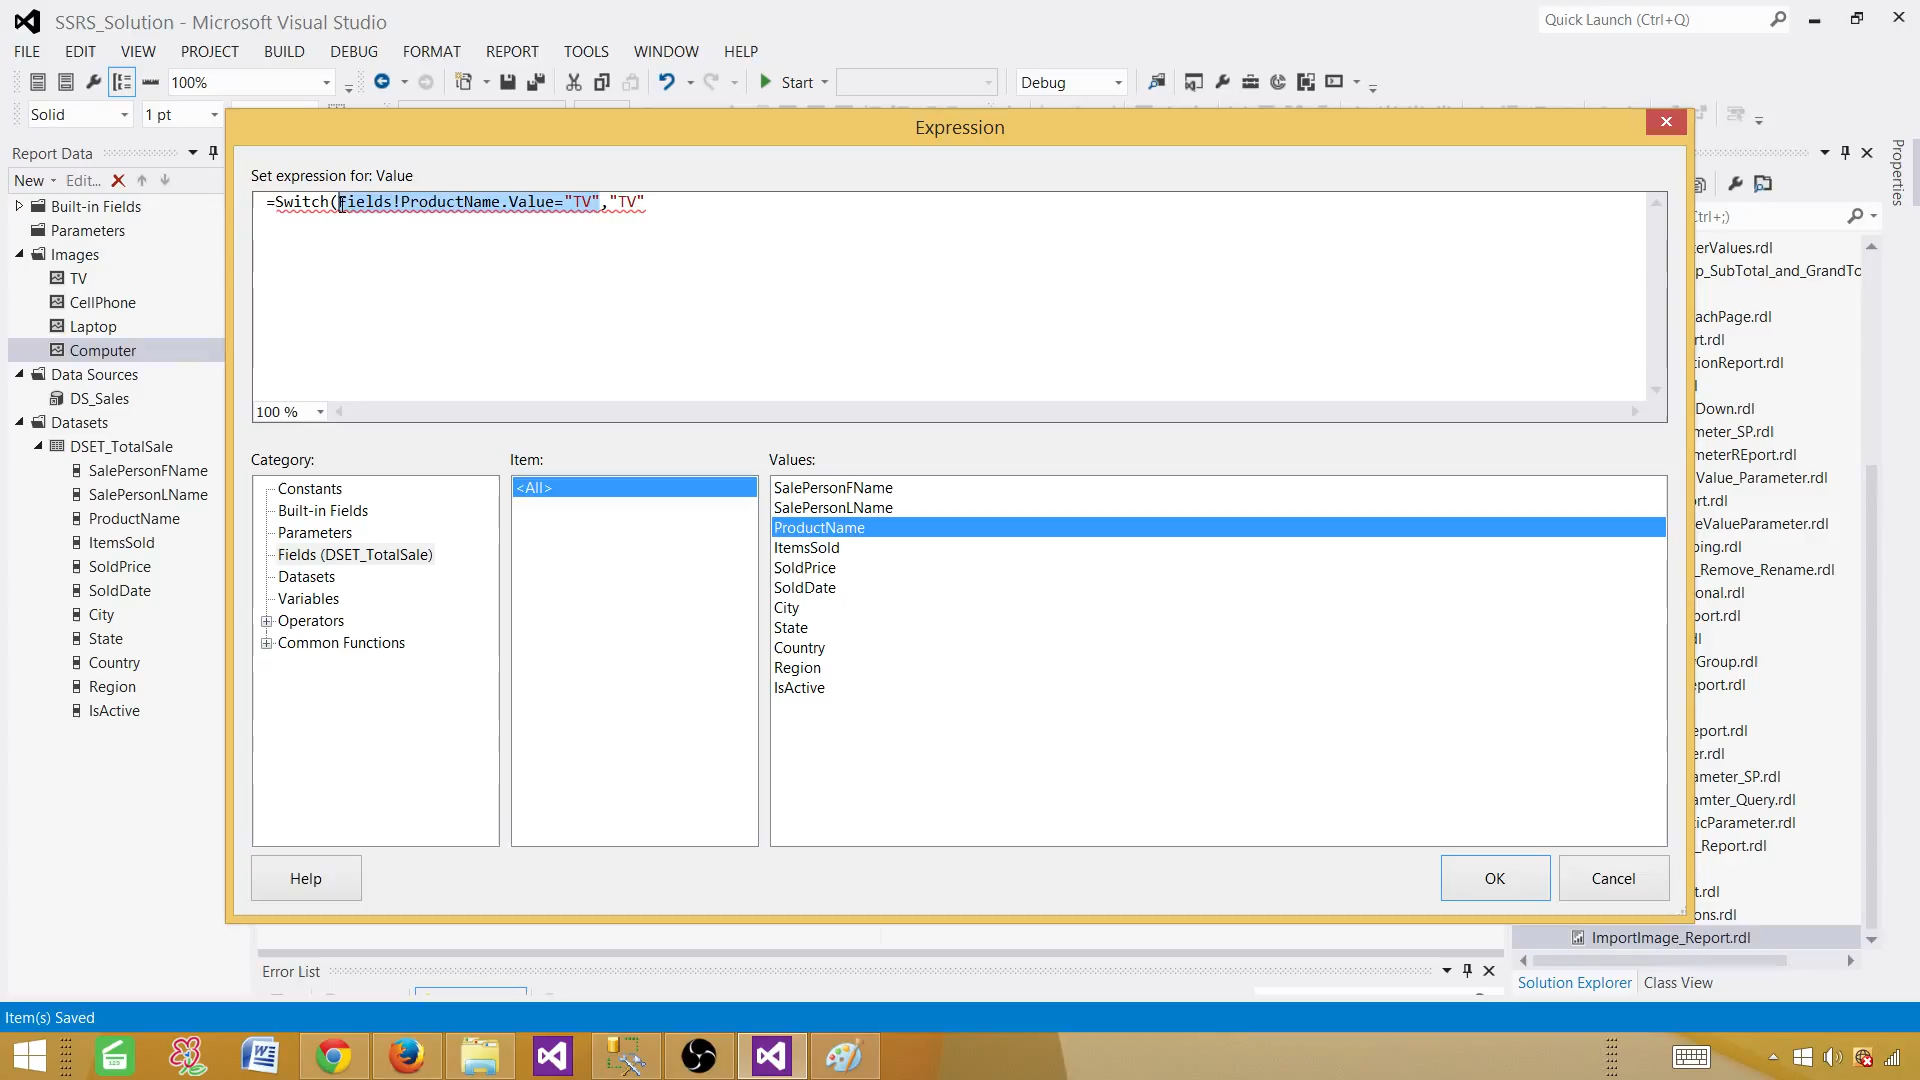 SSRS_Solution - Microsoft Visual Studio
Quick Launch (Ctrl+Q)
FILE EDIT VIEW PROJECT BUILD DEBUG FORMAT REPORT TOOLS WINDOW HELP
100%
Start
Debug
Solid
1 pt
Expression
Report Data
Properties
New
Edit...
Set expression for: Value
=Switch(Fields!ProductName.Value="TV","TV"
Built-in Fields
Parameters
Images
TV
CellPhone
Laptop
Computer
Data Sources
DS_Sales
Datasets
DSET_TotalSale
SalePersonFName
SalePersonLName
ProductName
ItemsSold
SoldPrice
SoldDate
City
State
Country
Region
IsActive
100 %
Category:
Item:
Values:
Constants
Built-in Fields
Parameters
Fields (DSET_TotalSale)
Datasets
Variables
Operators
Common Functions
<All>
SalePersonFName
SalePersonLName
ProductName
ItemsSold
SoldPrice
SoldDate
City
State
Country
Region
IsActive
Help
OK
Cancel
trl+;)
terValues.rdl
p_SubTotal_and_GrandTo
achPage.rdl
rt.rdl
tionReport.rdl
Down.rdl
meter_SP.rdl
meterREport.rdl
Value_Parameter.rdl
ort.rdl
eValueParameter.rdl
ping.rdl
_Remove_Rename.rdl
onal.rdl
port.rdl
yGroup.rdl
eport.rdl
eport.rdl
er.rdl
ameter_SP.rdl
amter_Query.rdl
ticParameter.rdl
_Report.rdl
t.rdl
ons.rdl
ImportImage_Report.rdl
Solution Explorer
Class View
Error List
Item(s) Saved